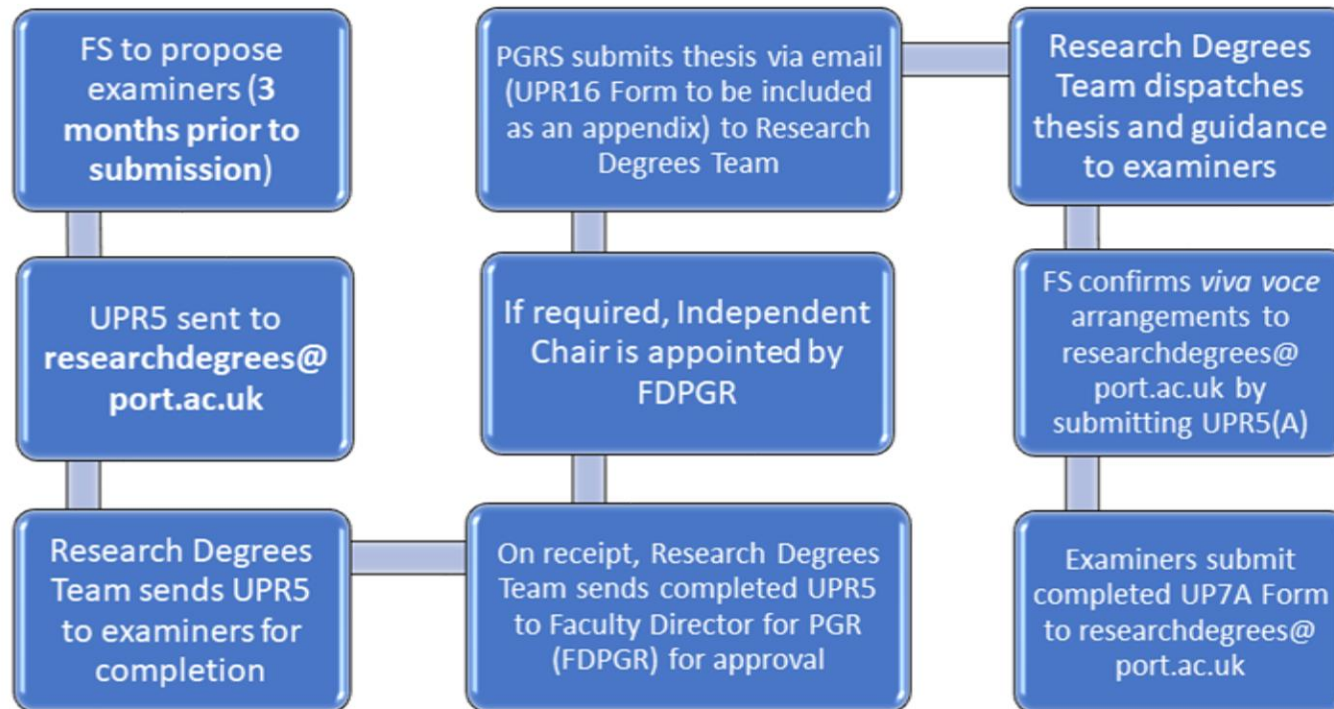 FS to propose
examiners (3
months prior to
submission)
UPR5 sent to
researchdegrees@
port.ac.uk
Research Degrees
Team sends UPR5
to examiners for
completion
On receipt, Research Degrees
Team sends completed UPR5
to Faculty Director for PGR
(FDPGR) for approval
If required, Independent
Chair is appointed by
FDPGR
PGRS submits thesis via email
(UPR16 Form to be included
as an appendix) to Research
Degrees Team
Research Degrees
Team dispatches
thesis and guidance
to examiners
FS confirms viva voce
arrangements to
researchdegrees@
port.ac.uk by
submitting UPR5(A)
Examiners submit
completed UP7A Form
to researchdegrees@
port.ac.uk